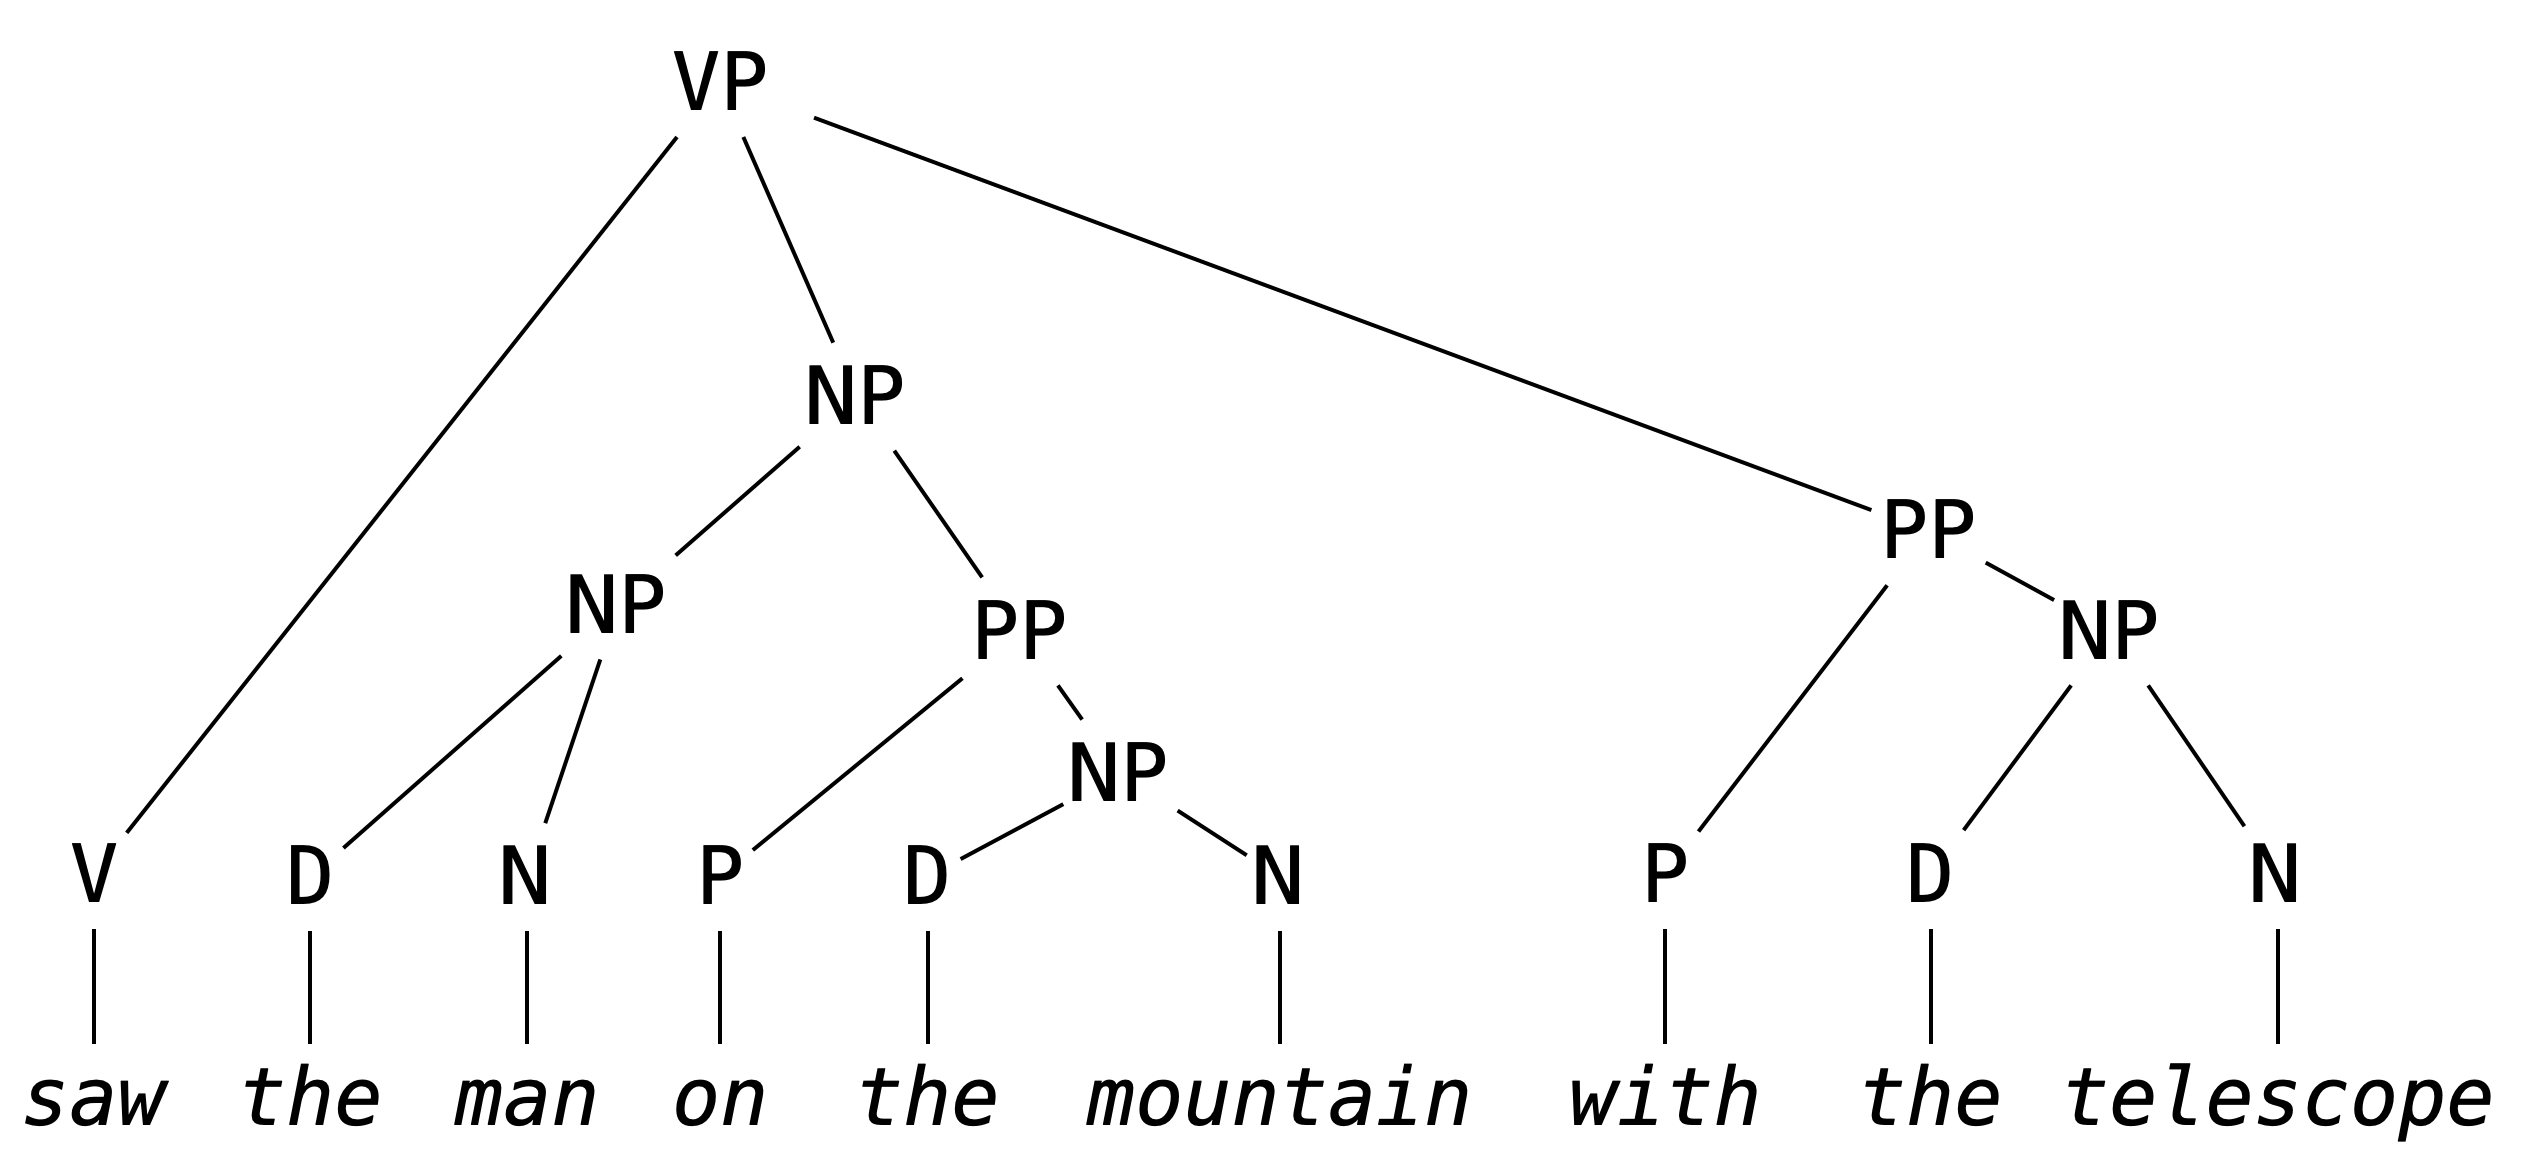 VP
NP
PP
NP PP NP
NP
V D N P D N P D N
saw the man on the mountain with the telescope